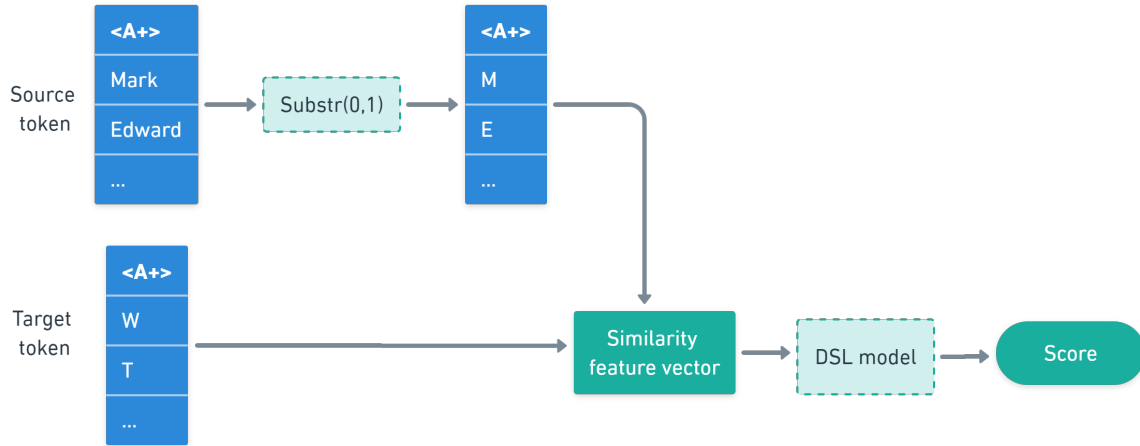 <A+>
Mark
Edward
...
Source
token
Substr(0,1)
<A+>
M
E
...
<A+>
W
T
...
Target
token
Similarity
feature vector
DSL model
Score